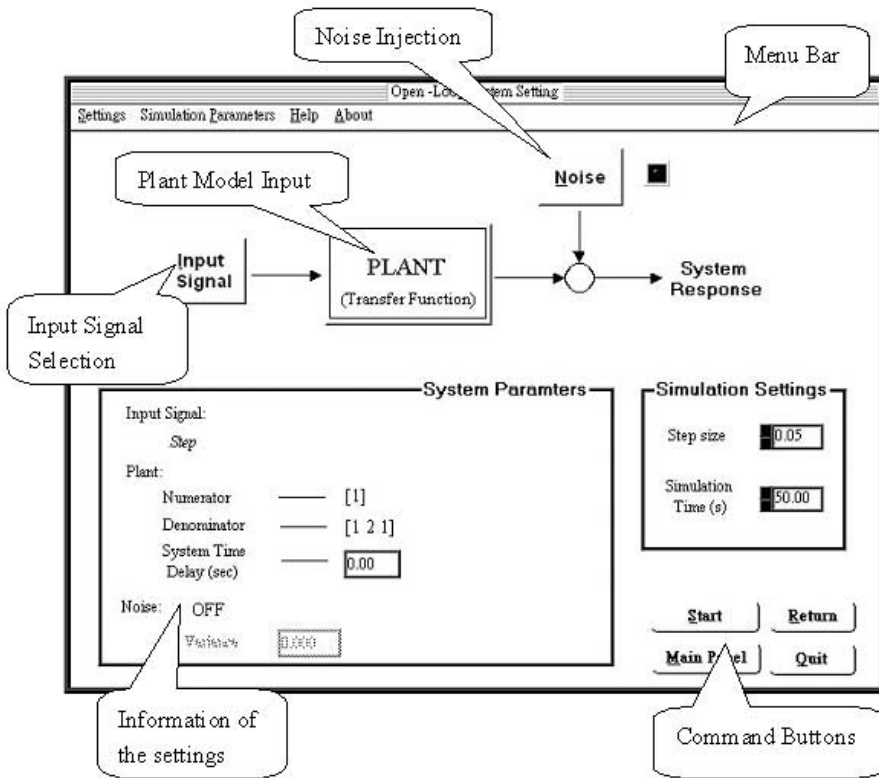 Noise Injection
Menu Bar
Open -Loop System Setting
Settings Simulation Parameters Help About
Plant Model Input
Noise
Input
Signal
PLANT
(Transfer Function)
System
Response
Input Signal
Selection
System Paramters
Input Signal:
Step
Plant:
Numerator [1]
Denominator [1 2 1]
System Time
Delay (sec) 0.00
Noise: OFF
Variance 0.000
Simulation Settings
Step size 0.05
Simulation
Time (s) 50.00
Start Return
Main Panel Quit
Information of
the settings
Command Buttons